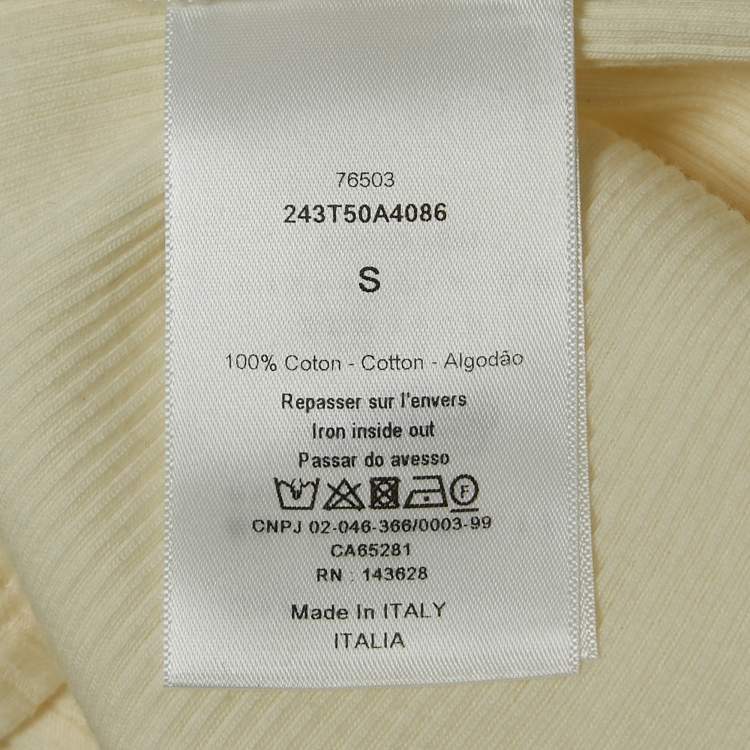 76503
243T50A4086
S
100% Coton - Cotton - Algodão
Repasser sur l'envers
Iron inside out
Passar do avesso
F
CNPJ 02-046-366/0003-99
CA65281
RN : 143628
Made In ITALY
ITALIA